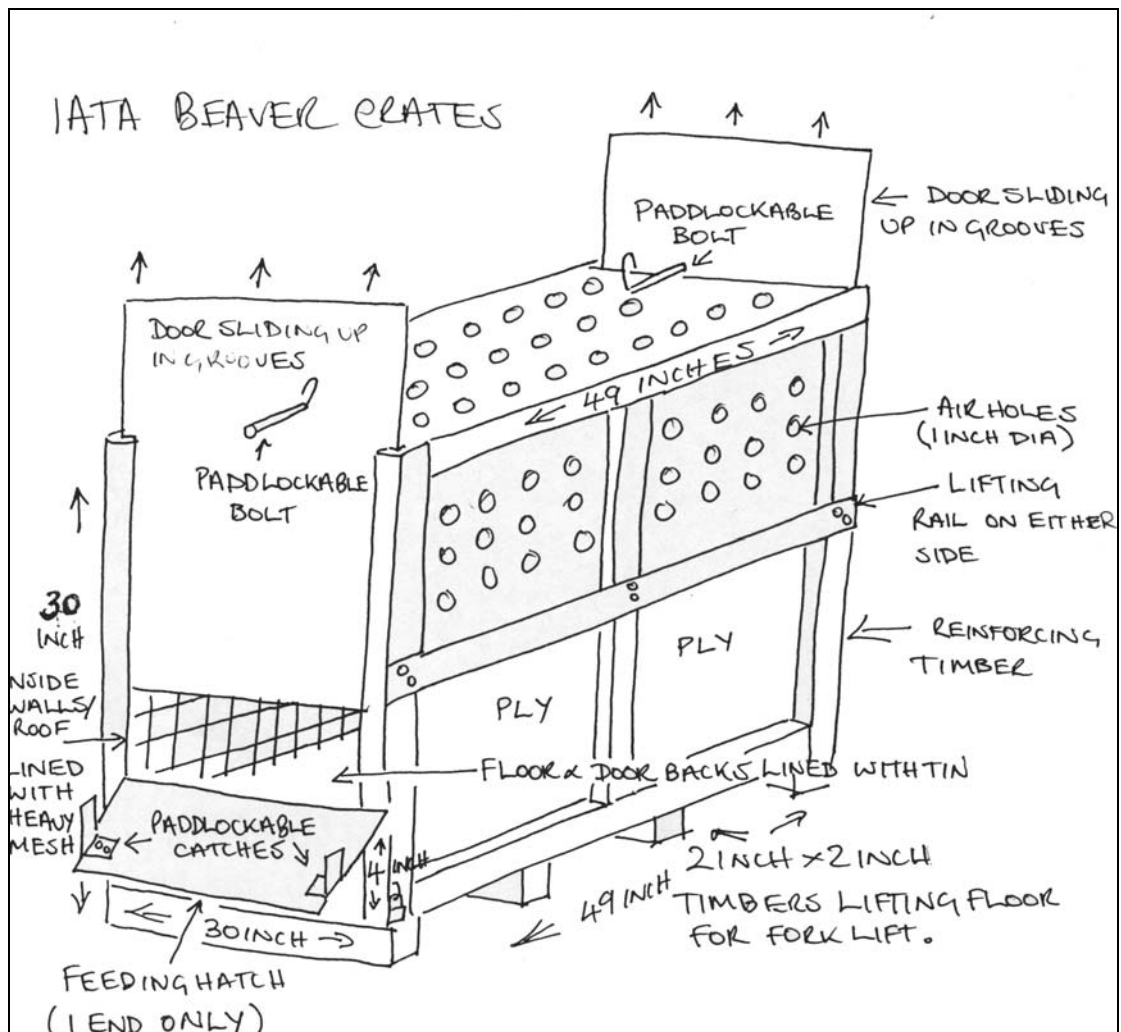 IATA BEAVER CRATES
PADDLOCKABLE
BOLT
DOOR SLIDING
UP IN GROOVES
DOOR SLIDING UP
IN GROOVES
PADDLOCKABLE
BOLT
49 INCHES
AIR HOLES
(1 INCH DIA)
LIFTING
RAIL ON EITHER
SIDE
30
INCH
REINFORCING
TIMBER
PLY
PLY
NSIDE
WALLS/
ROOF
LINED
WITH
HEAVY
MESH
FLOOR & DOOR BACKS LINED WITH TIN
PADDLOCKABLE
CATCHES
4 INCH
30 INCH
49 INCH
2 INCH × 2 INCH
TIMBERS LIFTING FLOOR
FOR FORK LIFT.
FEEDING HATCH
(1 END ONLY)